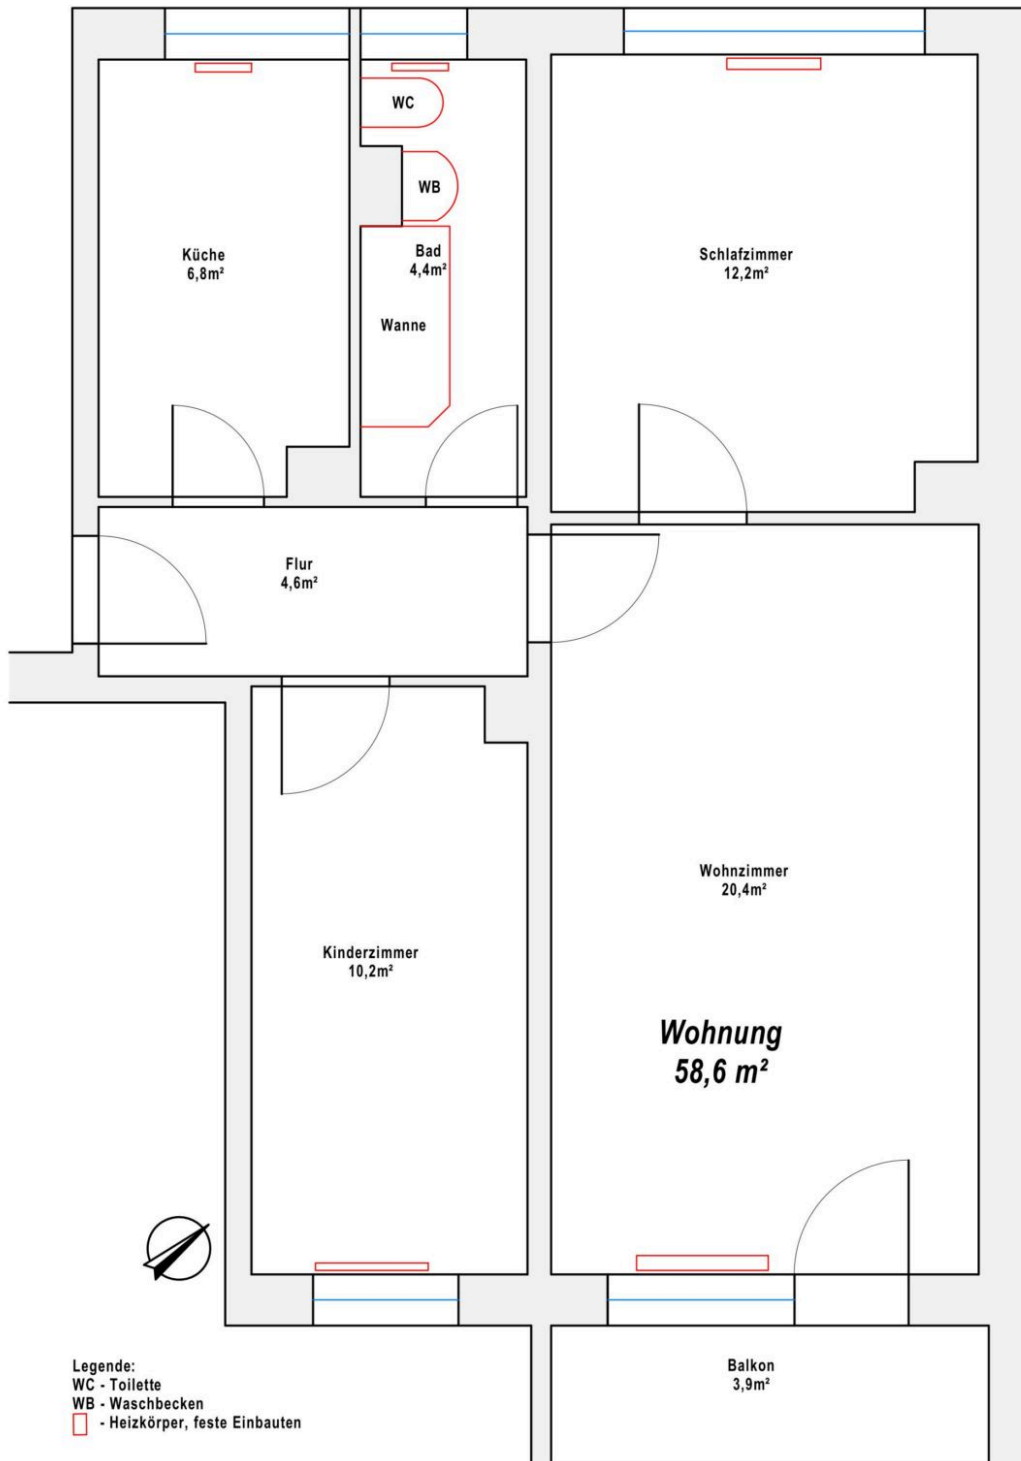 WC
WB
Küche
6,8m²
Bad
4,4m²
Schlafzimmer
12,2m²
Wanne
Flur
4,6m²
Wohnzimmer
20,4m²
Kinderzimmer
10,2m²
Wohnung
58,6 m²
Balkon
3,9m²
Legende:
WC - Toilette
WB - Waschbecken
- Heizkörper, feste Einbauten